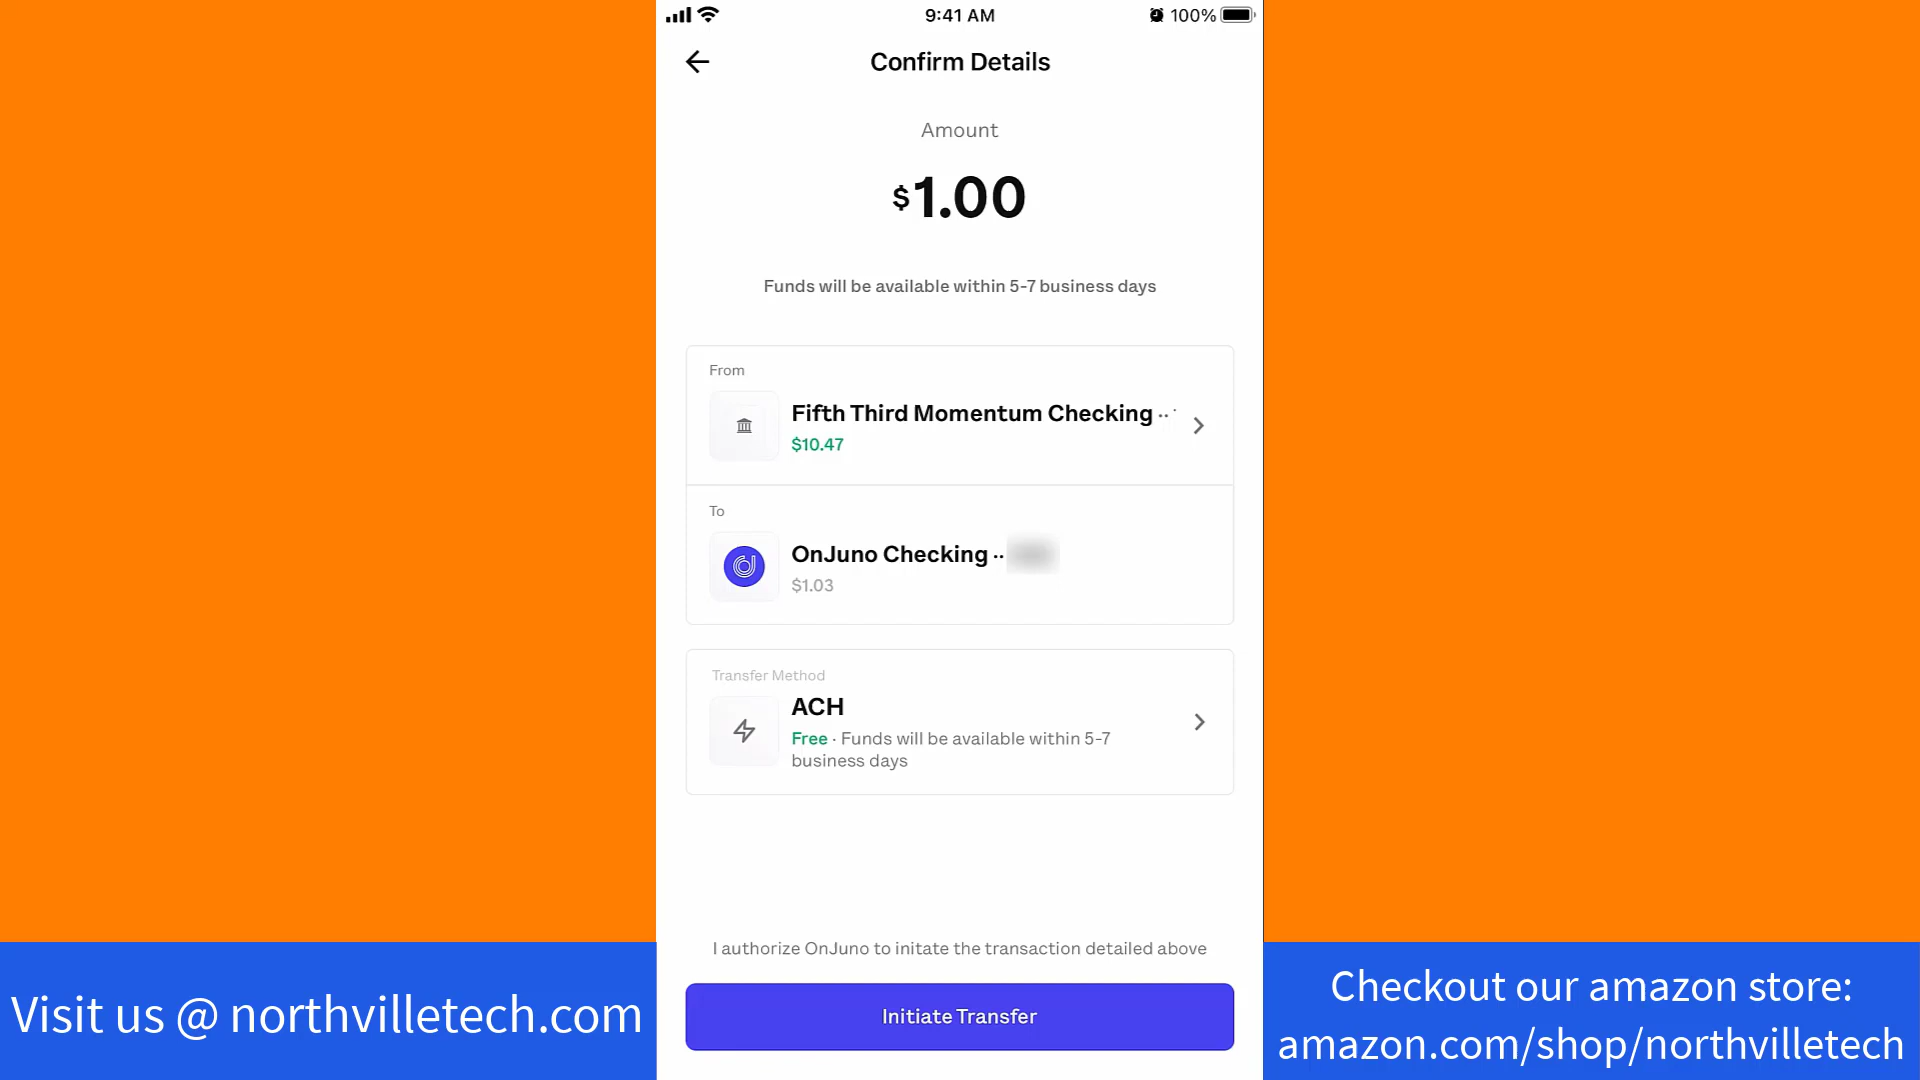 9:41 AM
100%
Confirm Details
Amount
$1.00
Funds will be available within 5-7 business days
From
Fifth Third Momentum Checking ··
$10.47
To
OnJuno Checking ··
$1.03
Transfer Method
ACH
Free · Funds will be available within 5-7
business days
I authorize OnJuno to initate the transaction detailed above
Initiate Transfer
Visit us @ northvilletech.com
Checkout our amazon store:
amazon.com/shop/northvilletech